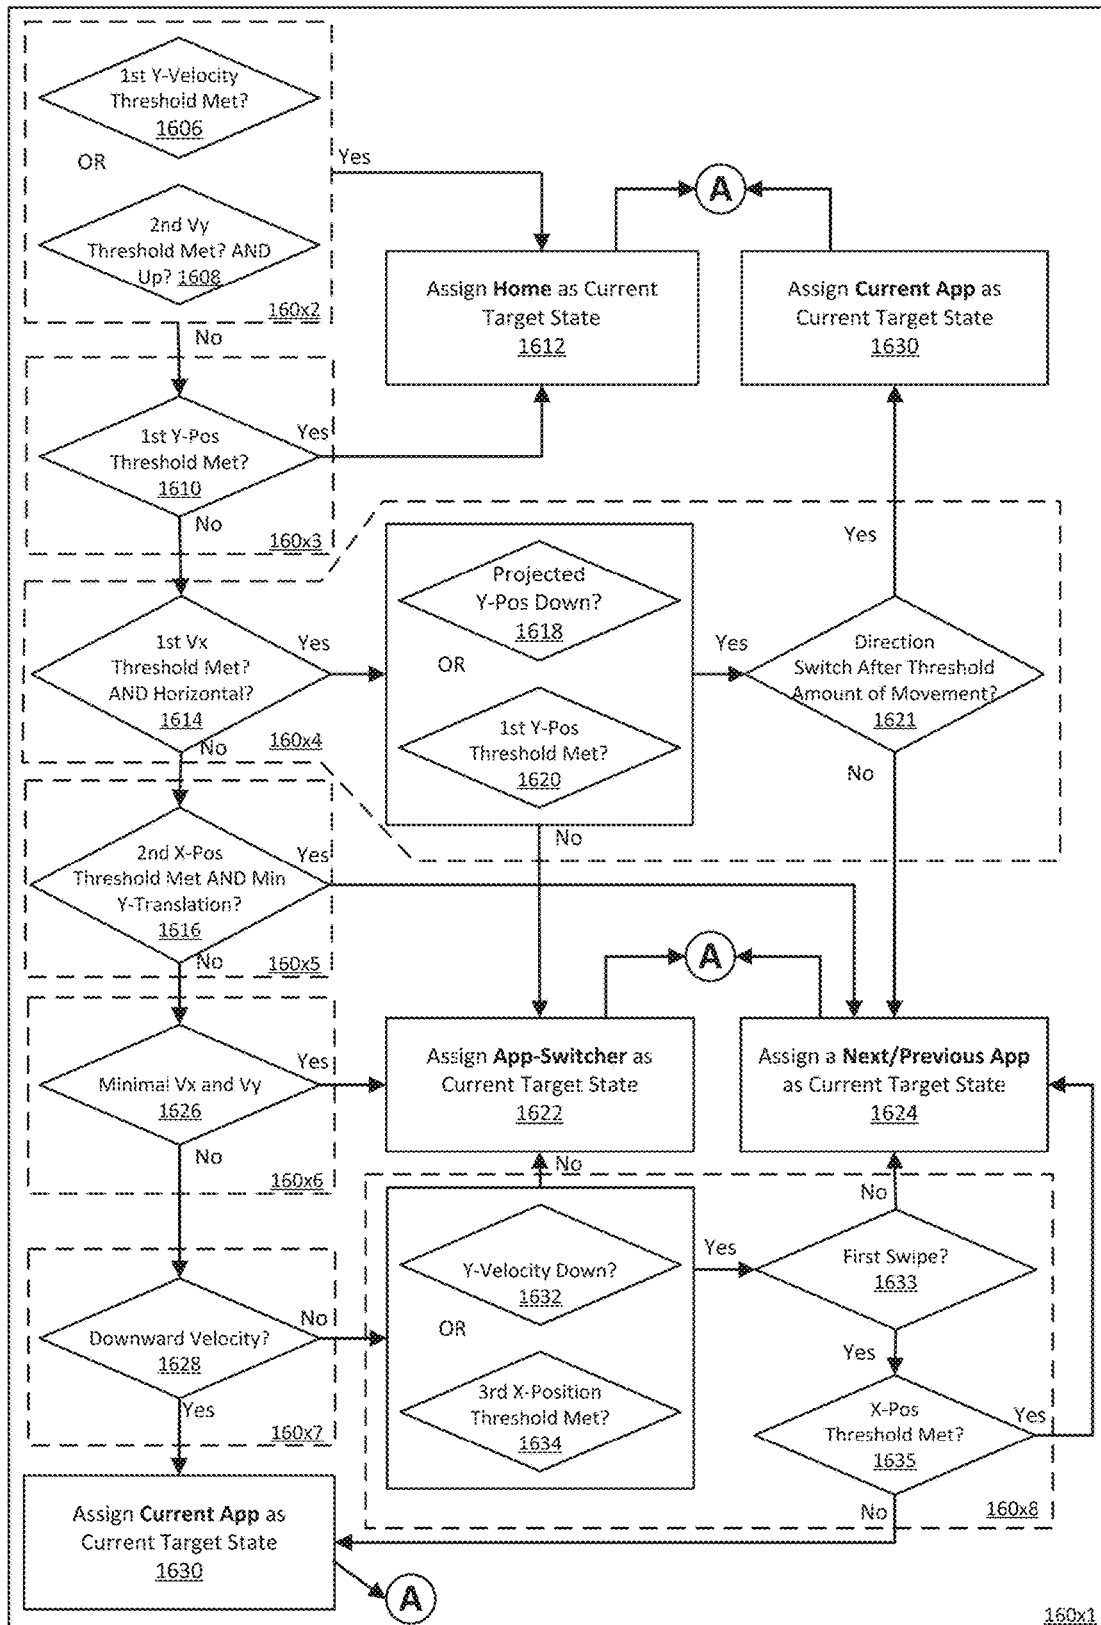 1st Y-Velocity
Threshold Met?
1606
OR
2nd Vy
Threshold Met? AND
Up? 1608
160x2
Yes
No
A
Assign Home as Current
Target State
1612
Assign Current App as
Current Target State
1630
1st Y-Pos
Threshold Met?
1610
Yes
No
160x3
1st Vx
Threshold Met?
AND Horizontal?
1614
Yes
No
160x4
Projected
Y-Pos Down?
1618
OR
1st Y-Pos
Threshold Met?
1620
Yes
No
Direction
Switch After Threshold
Amount of Movement?
1621
Yes
No
2nd X-Pos
Threshold Met AND Min
Y-Translation?
1616
Yes
No
160x5
A
Minimal Vx and Vy
1626
Yes
No
160x6
Assign App-Switcher as
Current Target State
1622
Assign a Next/Previous App
as Current Target State
1624
Downward Velocity?
1628
No
Yes
160x7
No
Y-Velocity Down?
1632
OR
3rd X-Position
Threshold Met?
1634
Yes
No
First Swipe?
1633
Yes
X-Pos
Threshold Met?
1635
Yes
No
160x8
Assign Current App as
Current Target State
1630
A
160x1